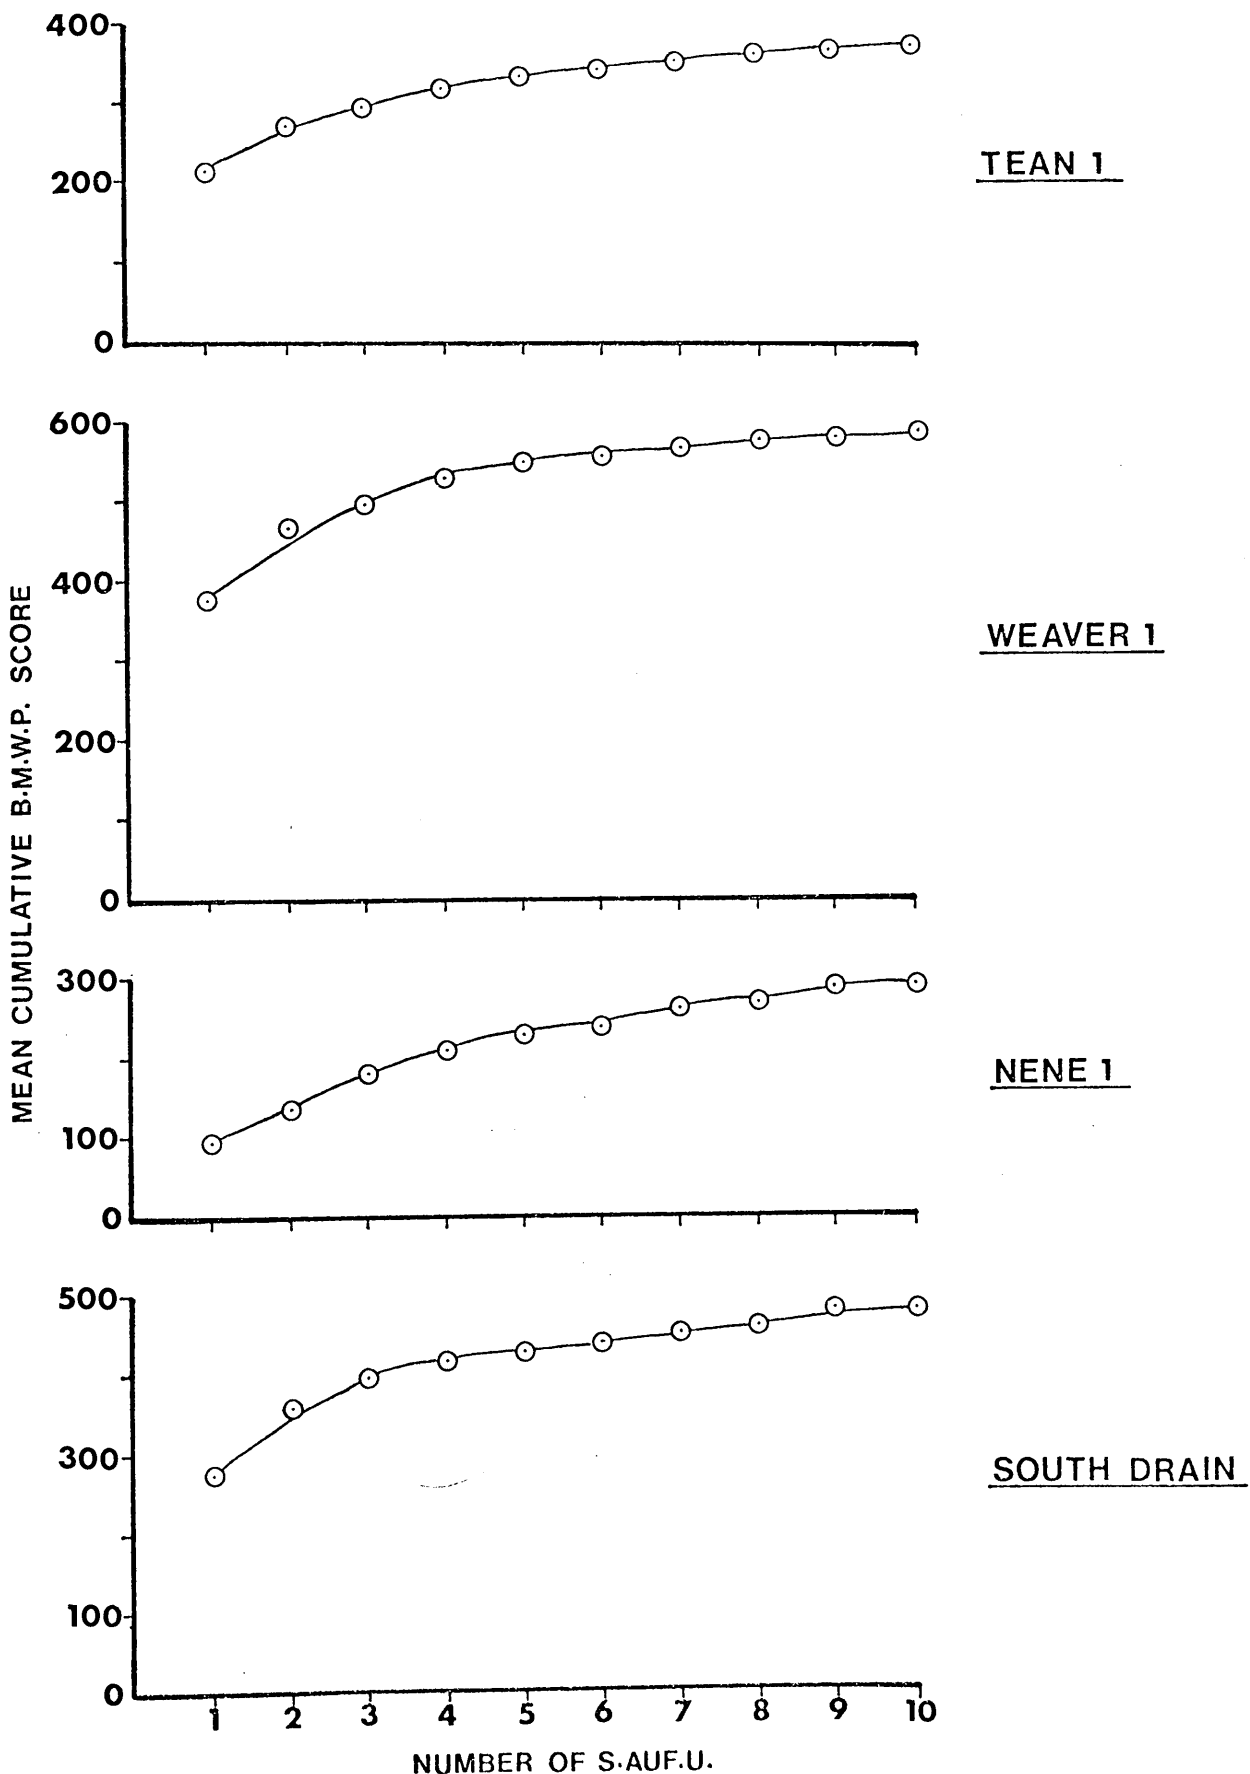 400
200
0
TEAN 1
600
400
200
0
WEAVER 1
MEAN CUMULATIVE B.M.W.P. SCORE
300
100
0
NENE 1
500
300
100
0
SOUTH DRAIN
1 2 3 4 5 6 7 8 9 10
NUMBER OF S.AUF.U.